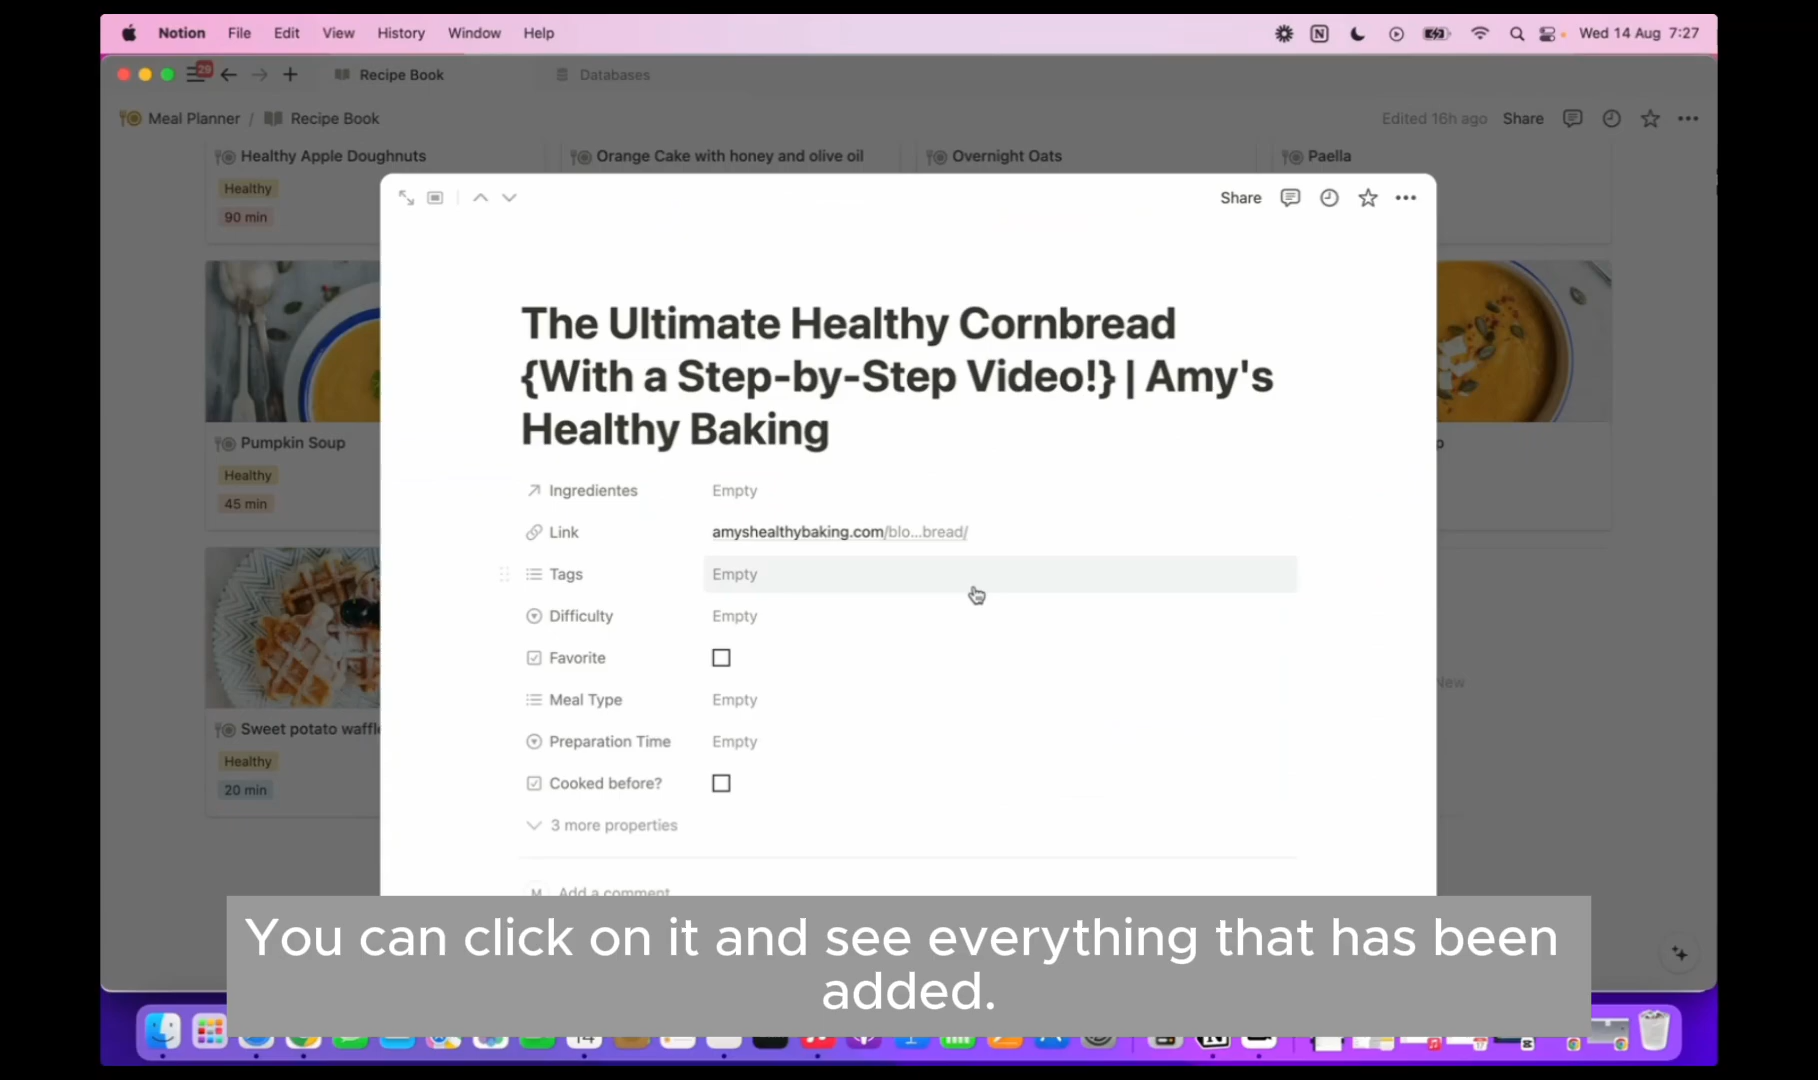 Notion File Edit View History Window Help Wed 14 Aug 7:27
29 Recipe Book Databases
Meal Planner / Recipe Book Edited 16h ago Share
Healthy Apple Doughnuts Orange Cake with honey and olive oil Overnight Oats Paella
Healthy
90 min
Share
The Ultimate Healthy Cornbread
{With a Step-by-Step Video!} | Amy's
Healthy Baking
Pumpkin Soup
Healthy
45 min
Ingredientes Empty
Link amyshealthybaking.com/blo...bread/
Tags Empty
Difficulty Empty
Favorite
Meal Type Empty
Preparation Time Empty
Cooked before?
3 more properties
Add a comment
Sweet potato waffle
Healthy
20 min
New
You can click on it and see everything that has been
added.